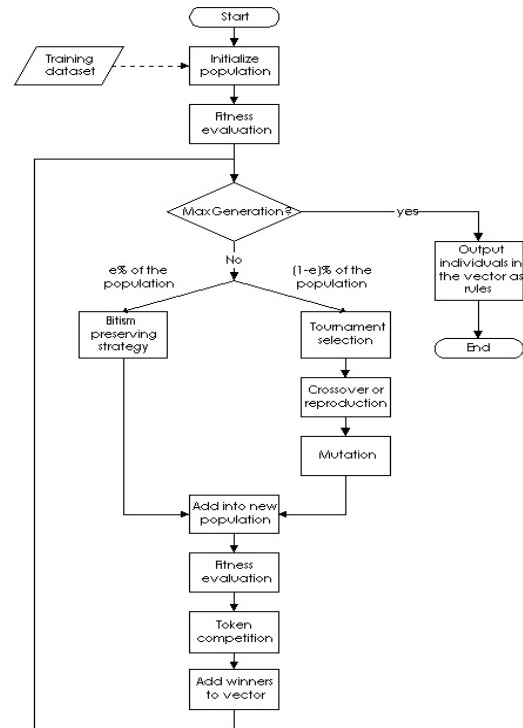 Start
Training
dataset
Initialize
population
Fitness
evaluation
MaxGeneration?
yes
No
Output
individuals in
the vector as
rules
End
e% of the
population
(1-e)% of the
population
Elitism
preserving
strategy
Tournament
selection
Crossover or
reproduction
Mutation
Add into new
population
Fitness
evaluation
Token
competition
Add winners
to vector